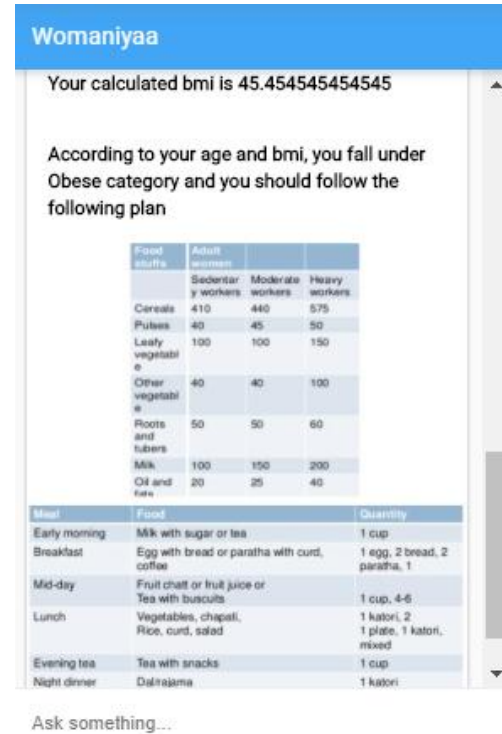 Womaniyaa
Your calculated bmi is 45.454545454545
According to your age and bmi, you fall under
Obese category and you should follow the
following plan
Food Adult
stuffs women
Sedentar Moderate Heavy
y workers workers workers
Cereals 410 440 575
Pulses 40 45 50
Leafy 100 100 150
vegetabl
e
Other 40 40 100
vegetabl
e
Roots 50 50 60
and
tubers
Milk 100 150 200
Oil and 20 25 40
fats
Meal Food Quantity
Early morning Milk with sugar or tea 1 cup
Breakfast Egg with bread or paratha with curd, 1 egg, 2 bread, 2
coffee paratha, 1
Mid-day Fruit chatt or fruit juice or
Tea with buscuits 1 cup, 4-6
Lunch Vegetables, chapati, 1 katori, 2
Rice, curd, salad 1 plate, 1 katori,
mixed
Evening tea Tea with snacks 1 cup
Night dinner Dal/rajama 1 katori
Ask something...